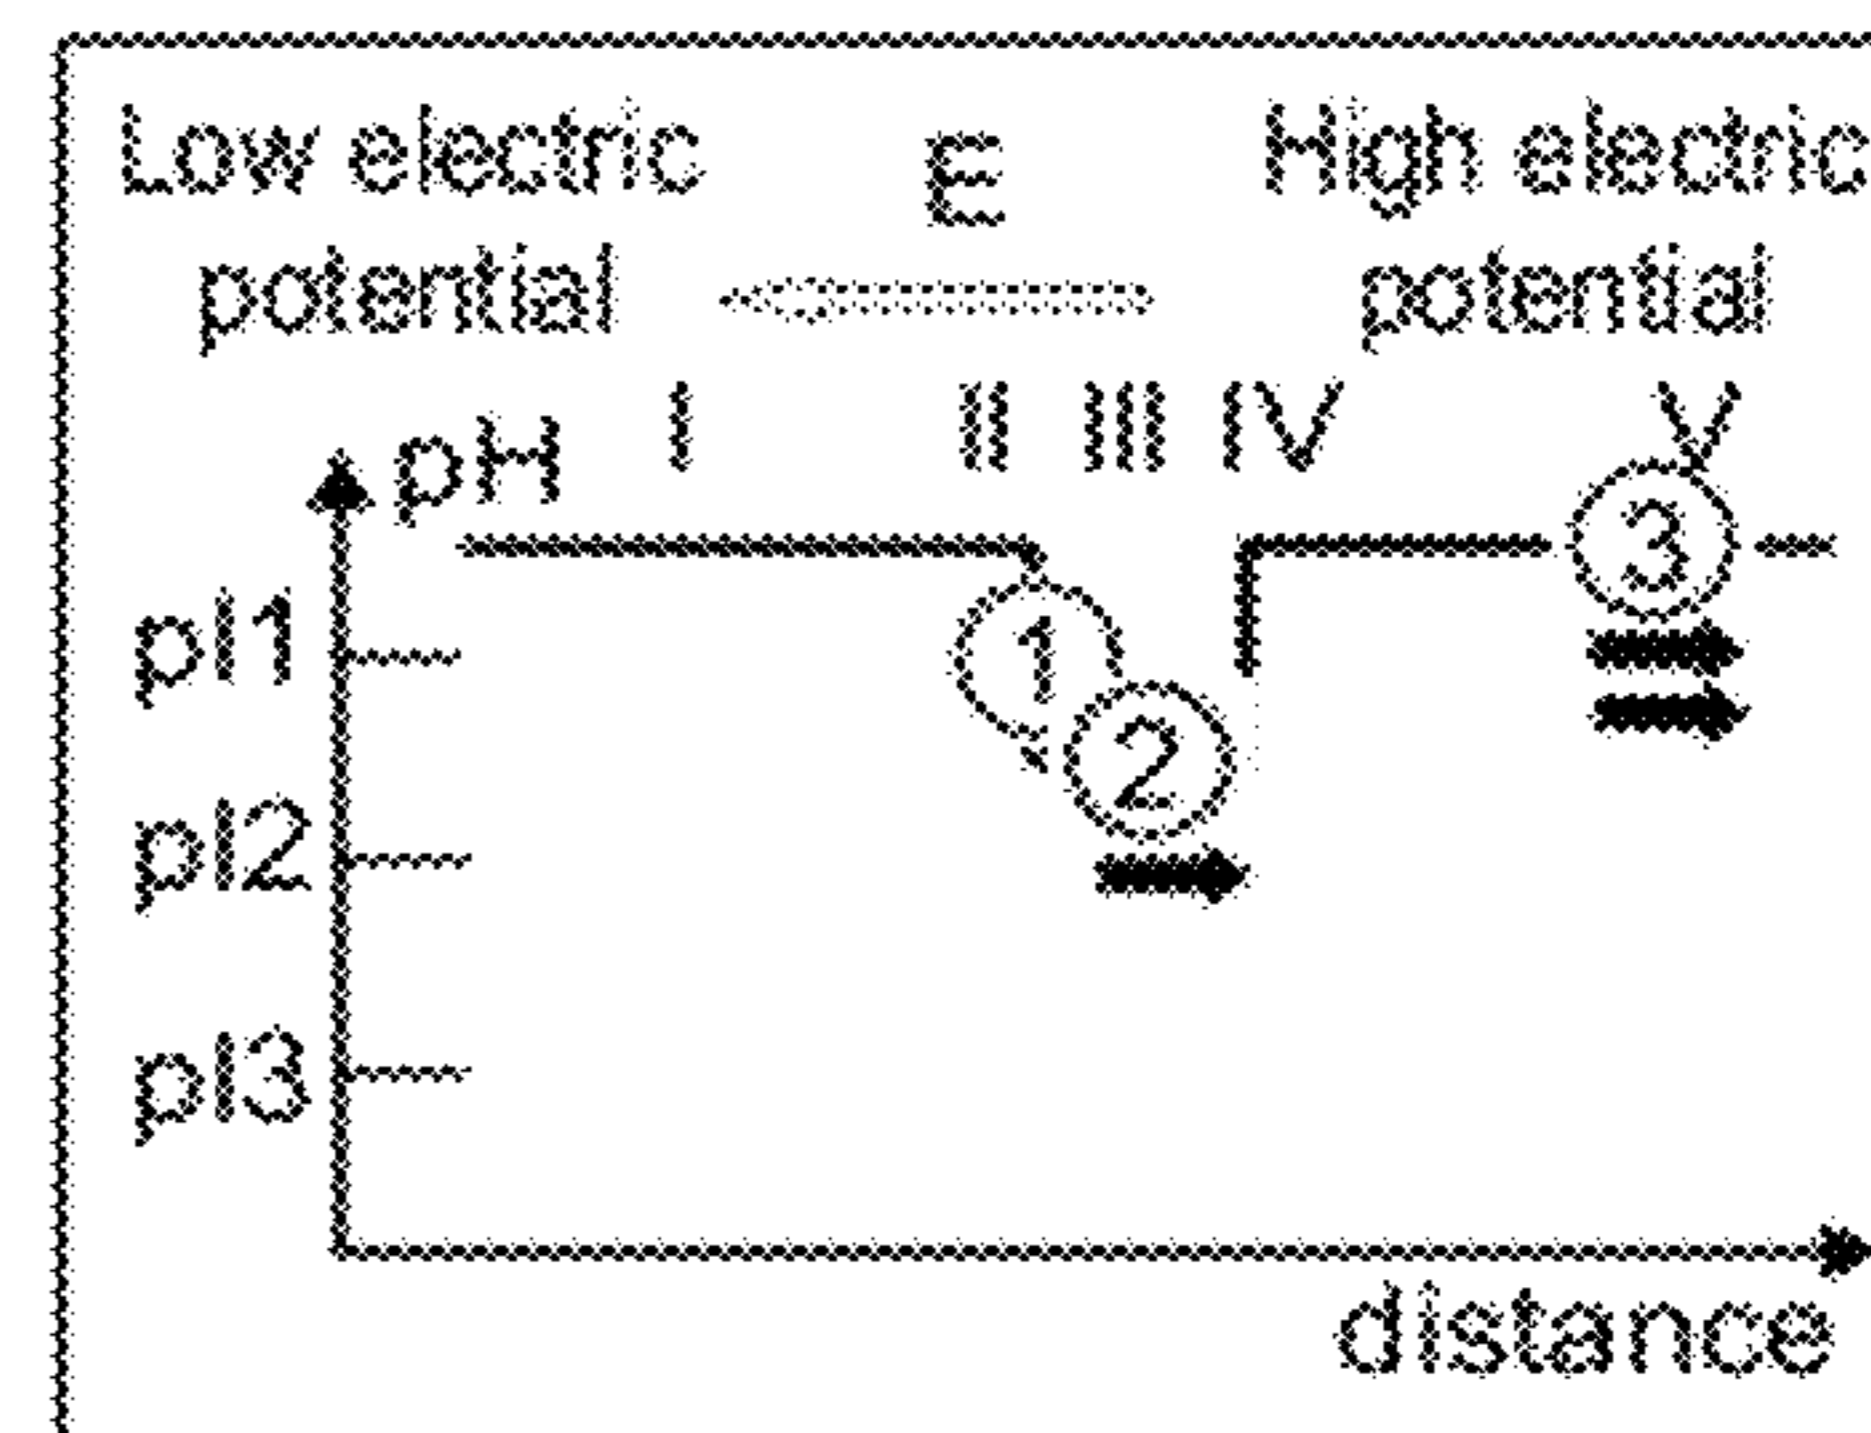 Low electric potential
E
High electric potential
pH
I
II
III
IV
V
3
pI1
1
2
pI2
pI3
distance